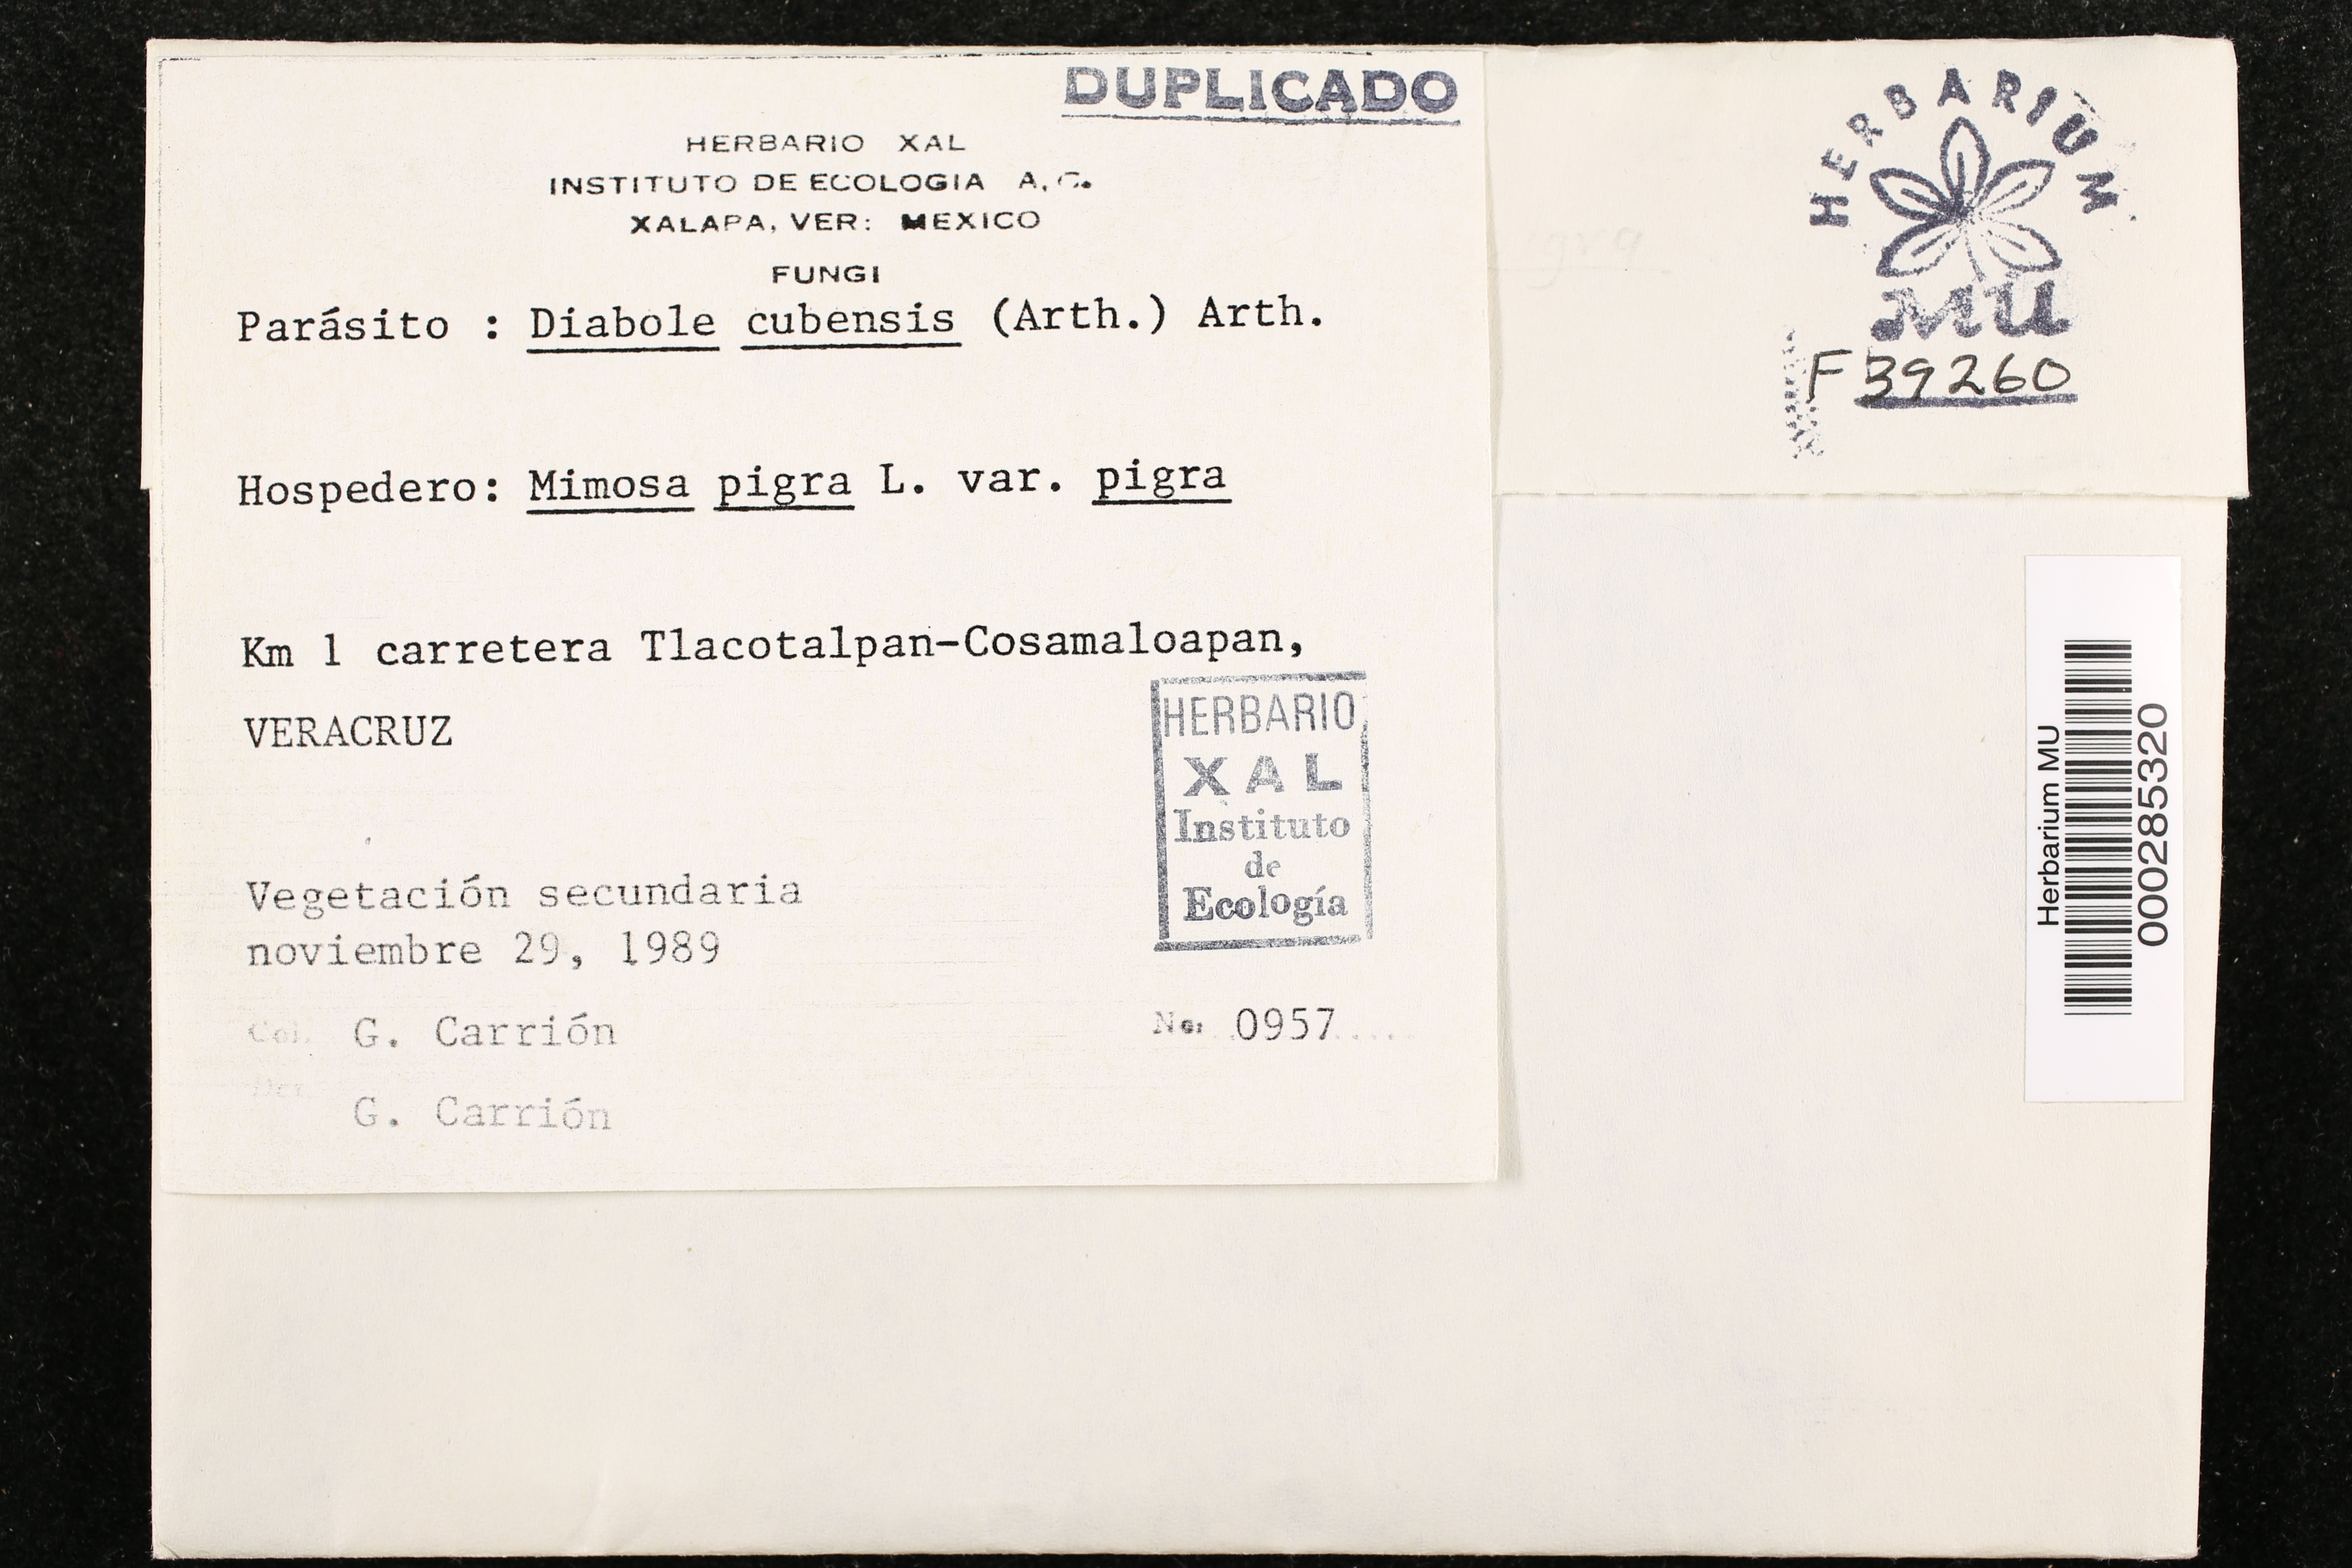 DUPLICADO
HERBARIO XAL
INSTITUTO DE ECOLOGIA A.C.
XALAPA, VER: MEXICO
FUNGI
Parásito : Diabole cubensis (Arth.) Arth.
Hospedero: Mimosa pigra L. var. pigra
Km 1 carretera Tlacotalpan-Cosamaloapan,
VERACRUZ
HERBARIO
XAL
Instituto
de
Ecología
Vegetación secundaria
noviembre 29, 1989
Col. G. Carrión
No: 0957
Det.
G. Carrión
HERBARIUM
MU
F39260
Herbarium MU
000285320